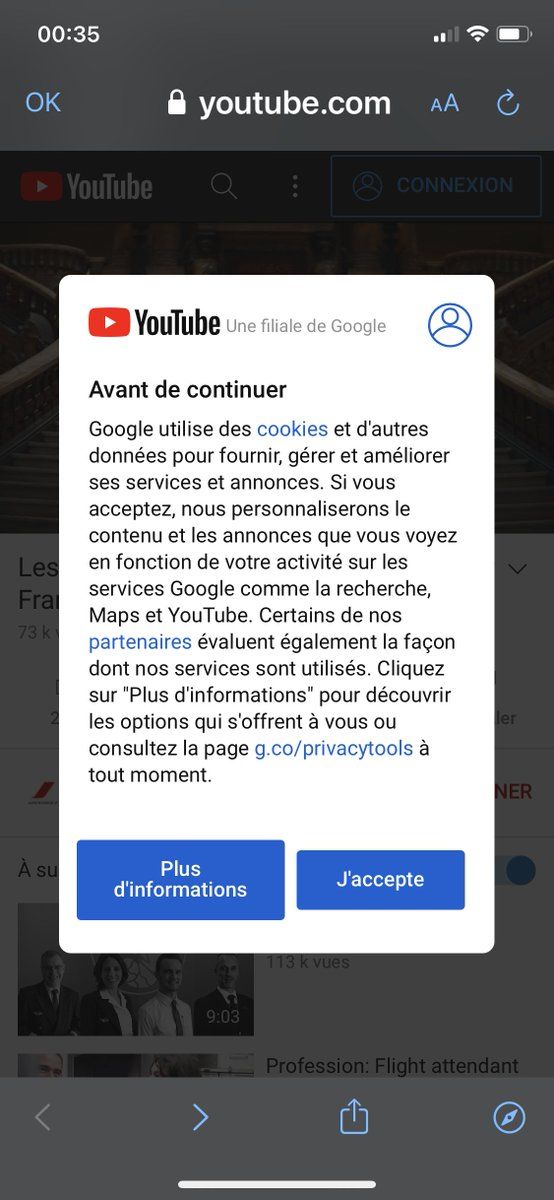 00:35
OK
youtube.com
AA
YouTube
CONNEXION
YouTube Une filiale de Google
Avant de continuer
Google utilise des cookies et d'autres
données pour fournir, gérer et améliorer
ses services et annonces. Si vous
acceptez, nous personnaliserons le
contenu et les annonces que vous voyez
en fonction de votre activité sur les
services Google comme la recherche,
Maps et YouTube. Certains de nos
partenaires évaluent également la façon
dont nos services sont utilisés. Cliquez
sur "Plus d'informations" pour découvrir
les options qui s'offrent à vous ou
consultez la page g.co/privacytools à
tout moment.
Plus
d'informations
J'accepte
Les
Fra
73 k
NER
À su
9:03
113 k vues
Profession: Flight attendant